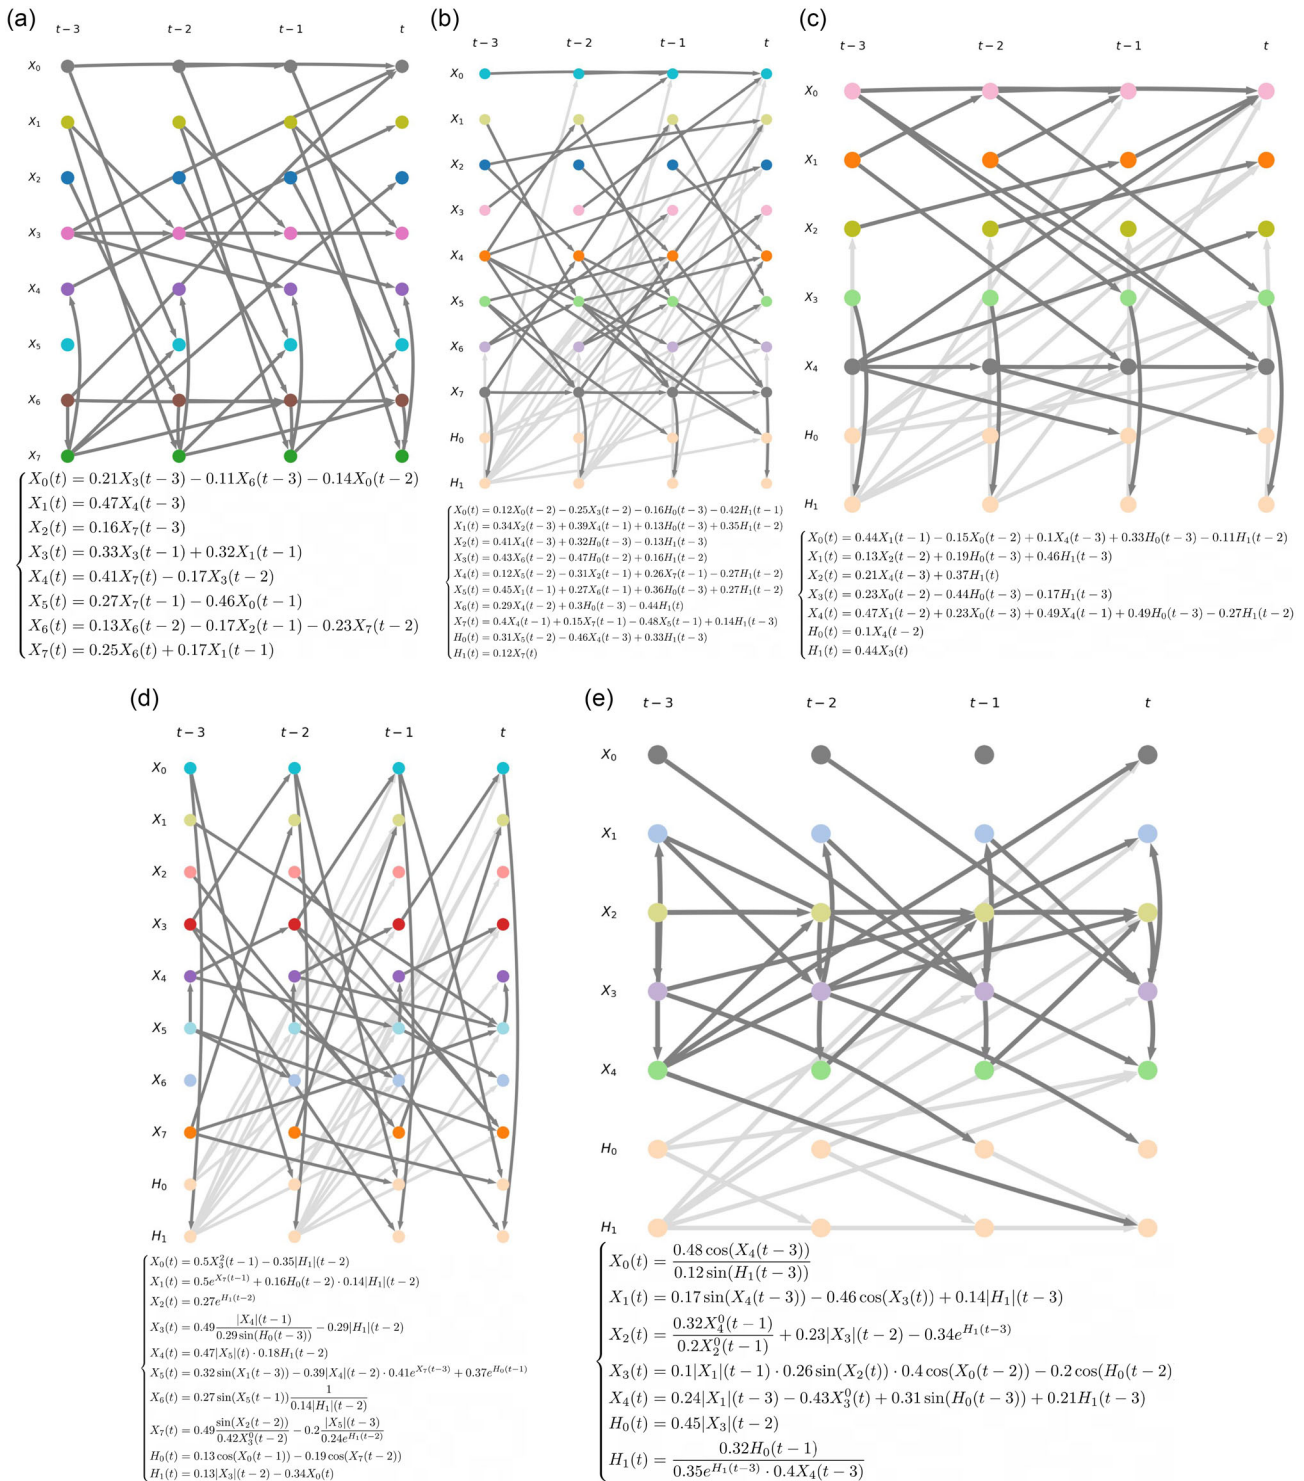 (a)
t − 3 t − 2 t − 1 t
X₀
X₁
X₂
X₃
X₄
X₅
X₆
X₇
X₀(t) = 0.21X₃(t−3) − 0.11X₆(t−3) − 0.14X₀(t−2)
X₁(t) = 0.47X₄(t−3)
X₂(t) = 0.16X₇(t−3)
X₃(t) = 0.33X₃(t−1) + 0.32X₁(t−1)
X₄(t) = 0.41X₇(t) − 0.17X₃(t−2)
X₅(t) = 0.27X₇(t−1) − 0.46X₀(t−1)
X₆(t) = 0.13X₆(t−2) − 0.17X₂(t−1) − 0.23X₇(t−2)
X₇(t) = 0.25X₆(t) + 0.17X₁(t−1)
(b)
t − 3 t − 2 t − 1 t
X₀
X₁
X₂
X₃
X₄
X₅
X₆
X₇
H₀
H₁
X₀(t) = 0.12X₀(t−2) − 0.25X₃(t−2) − 0.16H₀(t−3) − 0.42H₁(t−1)
X₁(t) = 0.34X₂(t−3) + 0.39X₄(t−1) + 0.13H₀(t−3) + 0.35H₁(t−2)
X₂(t) = 0.41X₄(t−3) + 0.32H₀(t−3) − 0.13H₁(t−3)
X₃(t) = 0.43X₆(t−2) − 0.47H₀(t−2) + 0.16H₁(t−2)
X₄(t) = 0.12X₅(t−2) − 0.31X₂(t−1) + 0.26X₇(t−1) − 0.27H₁(t−2)
X₅(t) = 0.45X₁(t−1) + 0.27X₆(t−1) + 0.36H₀(t−3) + 0.27H₁(t−2)
X₆(t) = 0.29X₄(t−2) + 0.3H₀(t−3) − 0.44H₁(t)
X₇(t) = 0.4X₄(t−1) + 0.15X₇(t−1) − 0.48X₅(t−1) + 0.14H₁(t−3)
H₀(t) = 0.31X₅(t−2) − 0.46X₄(t−3) + 0.33H₁(t−3)
H₁(t) = 0.12X₇(t)
(c)
t − 3 t − 2 t − 1 t
X₀
X₁
X₂
X₃
X₄
H₀
H₁
X₀(t) = 0.44X₁(t−1) − 0.15X₀(t−2) + 0.1X₄(t−3) + 0.33H₀(t−3) − 0.11H₁(t−2)
X₁(t) = 0.13X₂(t−2) + 0.19H₀(t−3) + 0.46H₁(t−3)
X₂(t) = 0.21X₄(t−3) + 0.37H₁(t)
X₃(t) = 0.23X₀(t−2) − 0.44H₀(t−3) − 0.17H₁(t−3)
X₄(t) = 0.47X₁(t−2) + 0.23X₀(t−3) + 0.49X₄(t−1) + 0.49H₀(t−3) − 0.27H₁(t−2)
H₀(t) = 0.1X₄(t−2)
H₁(t) = 0.44X₃(t)
(d)
t − 3 t − 2 t − 1 t
X₀
X₁
X₂
X₃
X₄
X₅
X₆
X₇
H₀
H₁
X₀(t) = 0.5X₃²(t−1) − 0.35|H₁|(t−2)
X₁(t) = 0.5e^{X₇(t−1)} + 0.16H₀(t−2) · 0.14|H₁|(t−2)
X₂(t) = 0.27e^{H₁(t−2)}
X₃(t) = 0.49 |X₄|(t−1) / 0.29 sin(H₀(t−3)) − 0.29|H₁|(t−2)
X₄(t) = 0.47|X₅|(t) · 0.18H₁(t−2)
X₅(t) = 0.32 sin(X₁(t−3)) − 0.39|X₄|(t−2) · 0.41e^{X₇(t−3)} + 0.37e^{H₀(t−1)}
X₆(t) = 0.27 sin(X₅(t−1)) 1 / 0.14|H₁|(t−2)
X₇(t) = 0.49 sin(X₂(t−2)) / 0.42X₃⁰(t−2) − 0.2 |X₅|(t−3) / 0.24e^{H₁(t−2)}
H₀(t) = 0.13 cos(X₀(t−1)) − 0.19 cos(X₇(t−2))
H₁(t) = 0.13|X₃|(t−2) − 0.34X₀(t)
(e)
t − 3 t − 2 t − 1 t
X₀
X₁
X₂
X₃
X₄
H₀
H₁
X₀(t) = 0.48 cos(X₄(t−3)) / 0.12 sin(H₁(t−3))
X₁(t) = 0.17 sin(X₄(t−3)) − 0.46 cos(X₃(t)) + 0.14|H₁|(t−3)
X₂(t) = 0.32X₄⁰(t−1) / 0.2X₂⁰(t−1) + 0.23|X₃|(t−2) − 0.34e^{H₁(t−3)}
X₃(t) = 0.1|X₁|(t−1) · 0.26 sin(X₂(t)) · 0.4 cos(X₀(t−2)) − 0.2 cos(H₀(t−2)
X₄(t) = 0.24|X₁|(t−3) − 0.43X₃⁰(t) + 0.31 sin(H₀(t−3)) + 0.21H₁(t−3)
H₀(t) = 0.45|X₃|(t−2)
H₁(t) = 0.32H₀(t−1) / 0.35e^{H₁(t−3)} · 0.4X₄(t−3)